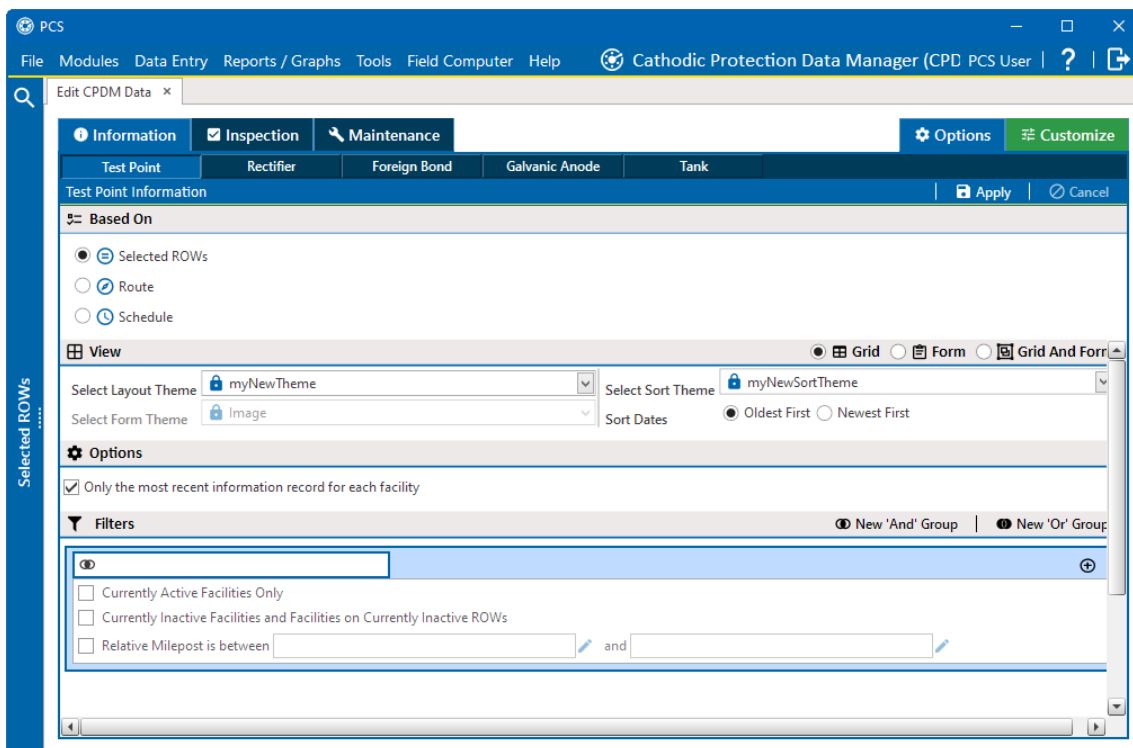 PCS
File Modules Data Entry Reports / Graphs Tools Field Computer Help Cathodic Protection Data Manager (CPD PCS User ?
Edit CPDM Data ×
Information Inspection Maintenance Options Customize
Test Point Rectifier Foreign Bond Galvanic Anode Tank
Test Point Information Apply Cancel
Based On
Selected ROWs
Route
Schedule
View Grid Form Grid And Form
Select Layout Theme myNewTheme Select Sort Theme myNewSortTheme
Select Form Theme Image Sort Dates Oldest First Newest First
Selected ROWs
Options
Only the most recent information record for each facility
Filters New 'And' Group New 'Or' Group
Currently Active Facilities Only
Currently Inactive Facilities and Facilities on Currently Inactive ROWs
Relative Milepost is between and